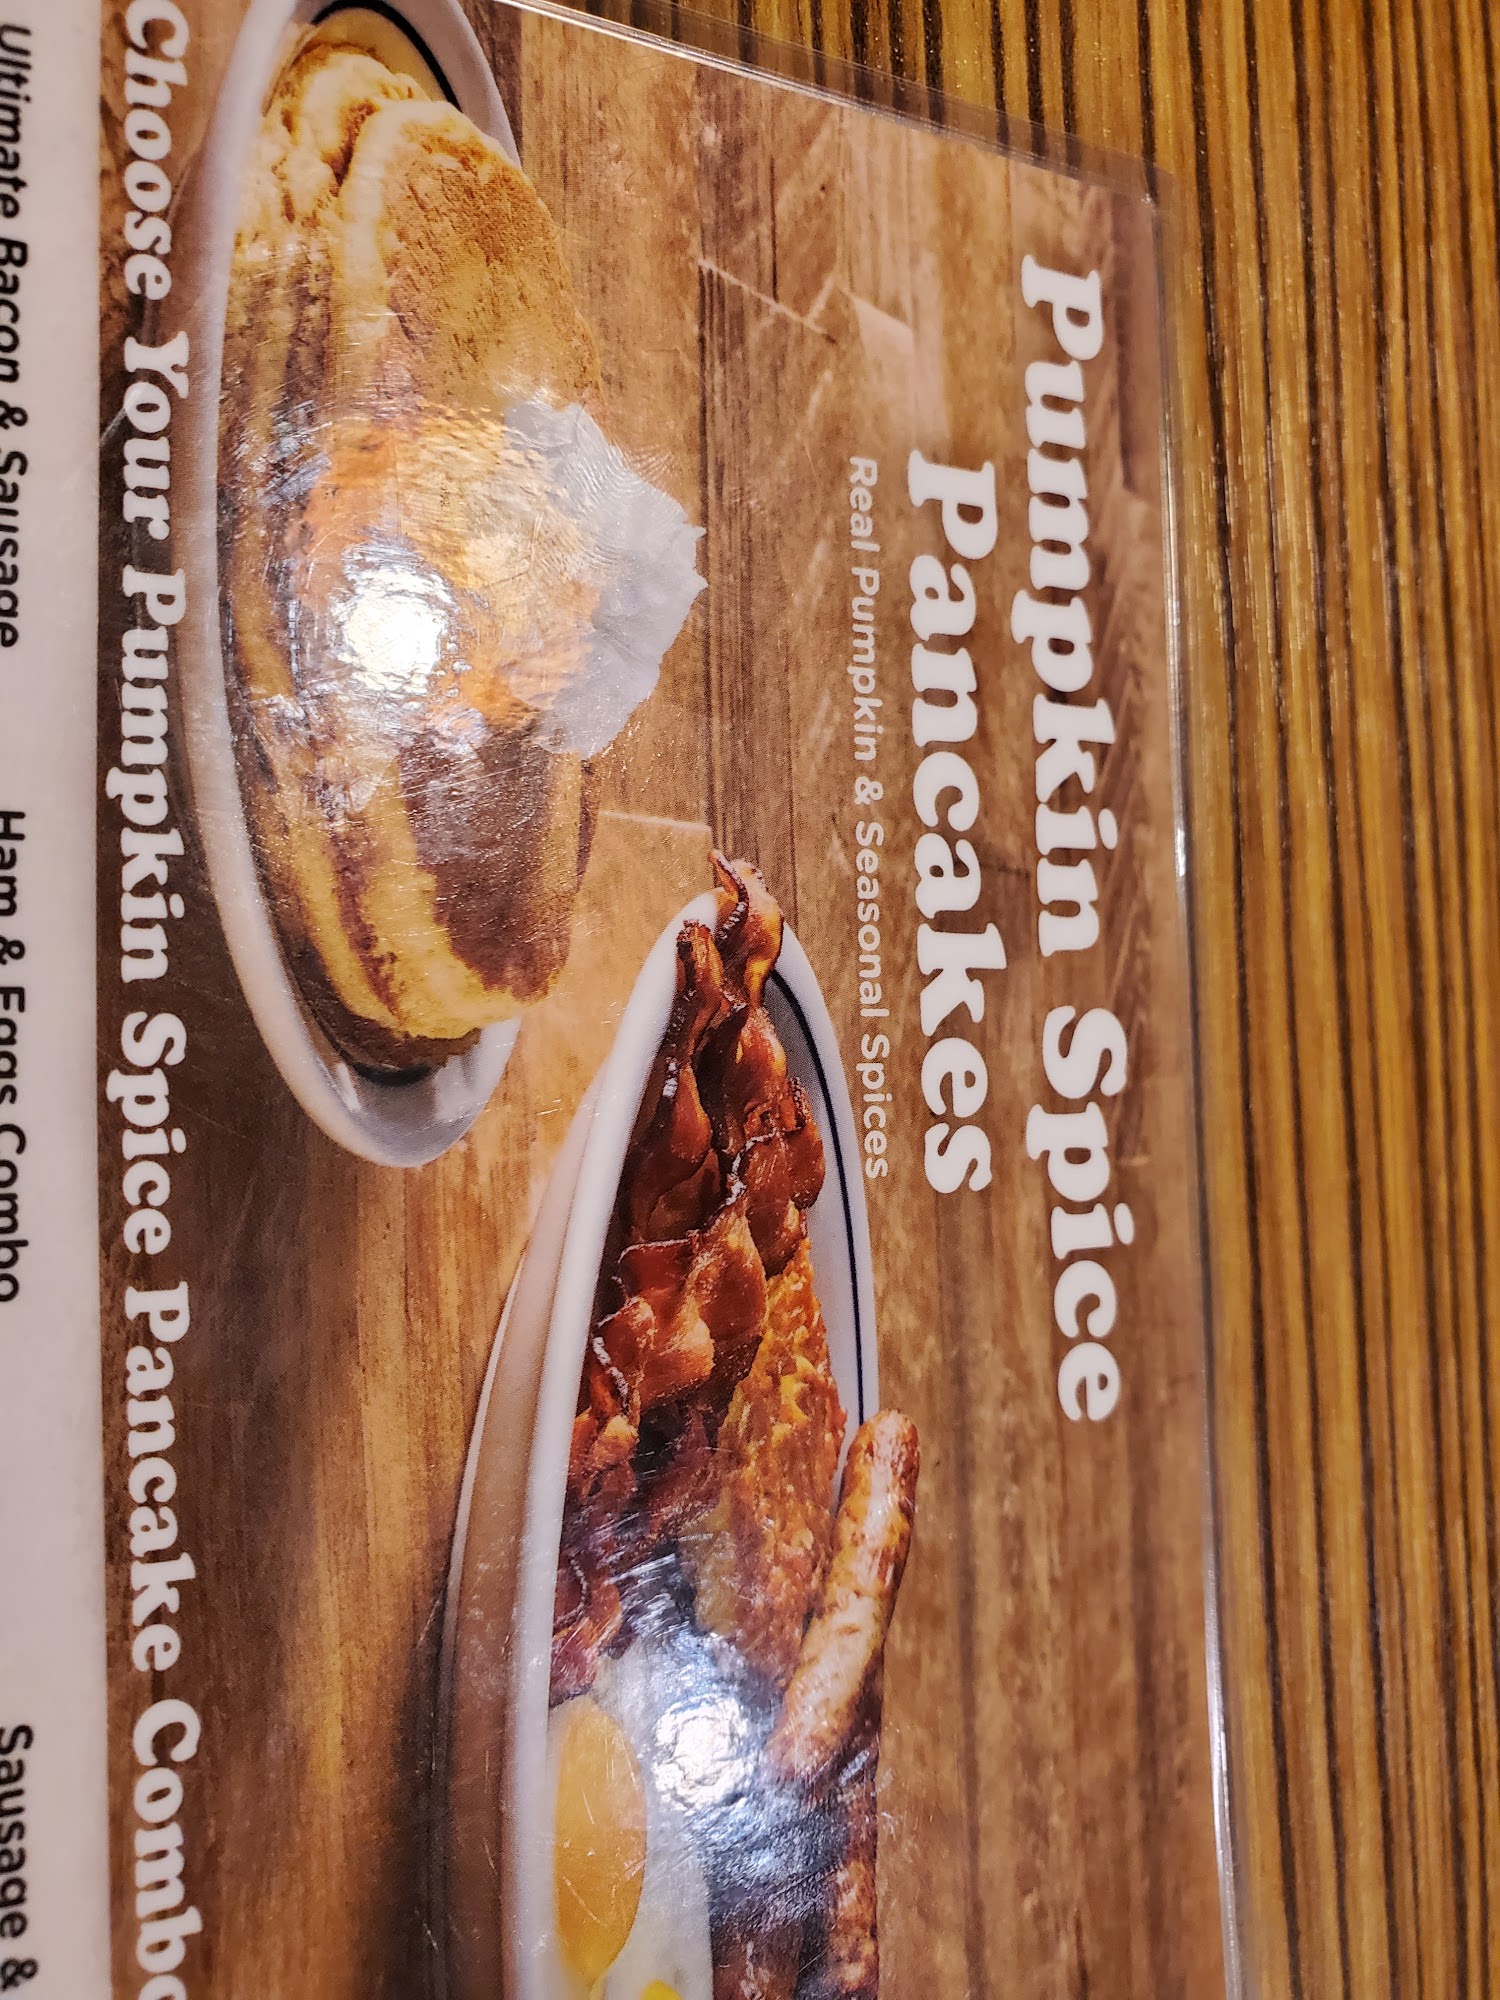 Pumpkin Spice
Pancakes
Real Pumpkin & Seasonal Spices
Choose Your Pumpkin Spice Pancake Combo
Ultimate Bacon & Sausage
Ham & Eggs Combo
Sausage &